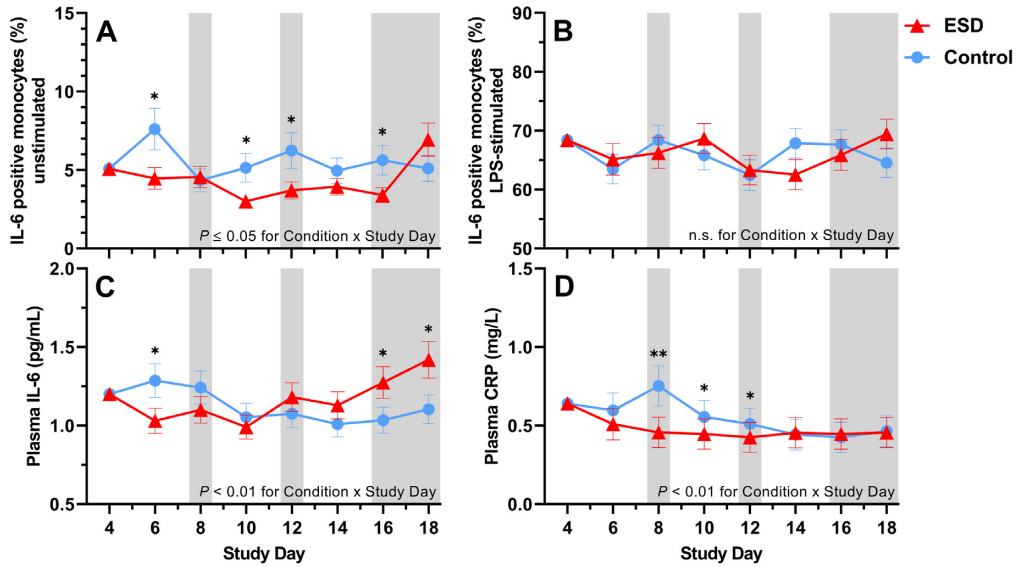 A
IL-6 positive monocytes (%)
unstimulated
15
10
5
0
*
*
*
*
P ≤ 0.05 for Condition x Study Day
B
IL-6 positive monocytes (%)
LPS-stimulated
90
80
70
60
50
n.s. for Condition x Study Day
ESD
Control
C
Plasma IL-6 (pg/mL)
2.0
1.5
1.0
0.5
*
*
*
P < 0.01 for Condition x Study Day
4 6 8 10 12 14 16 18
Study Day
D
Plasma CRP (mg/L)
1.5
1.0
0.5
0.0
**
*
*
P < 0.01 for Condition x Study Day
4 6 8 10 12 14 16 18
Study Day